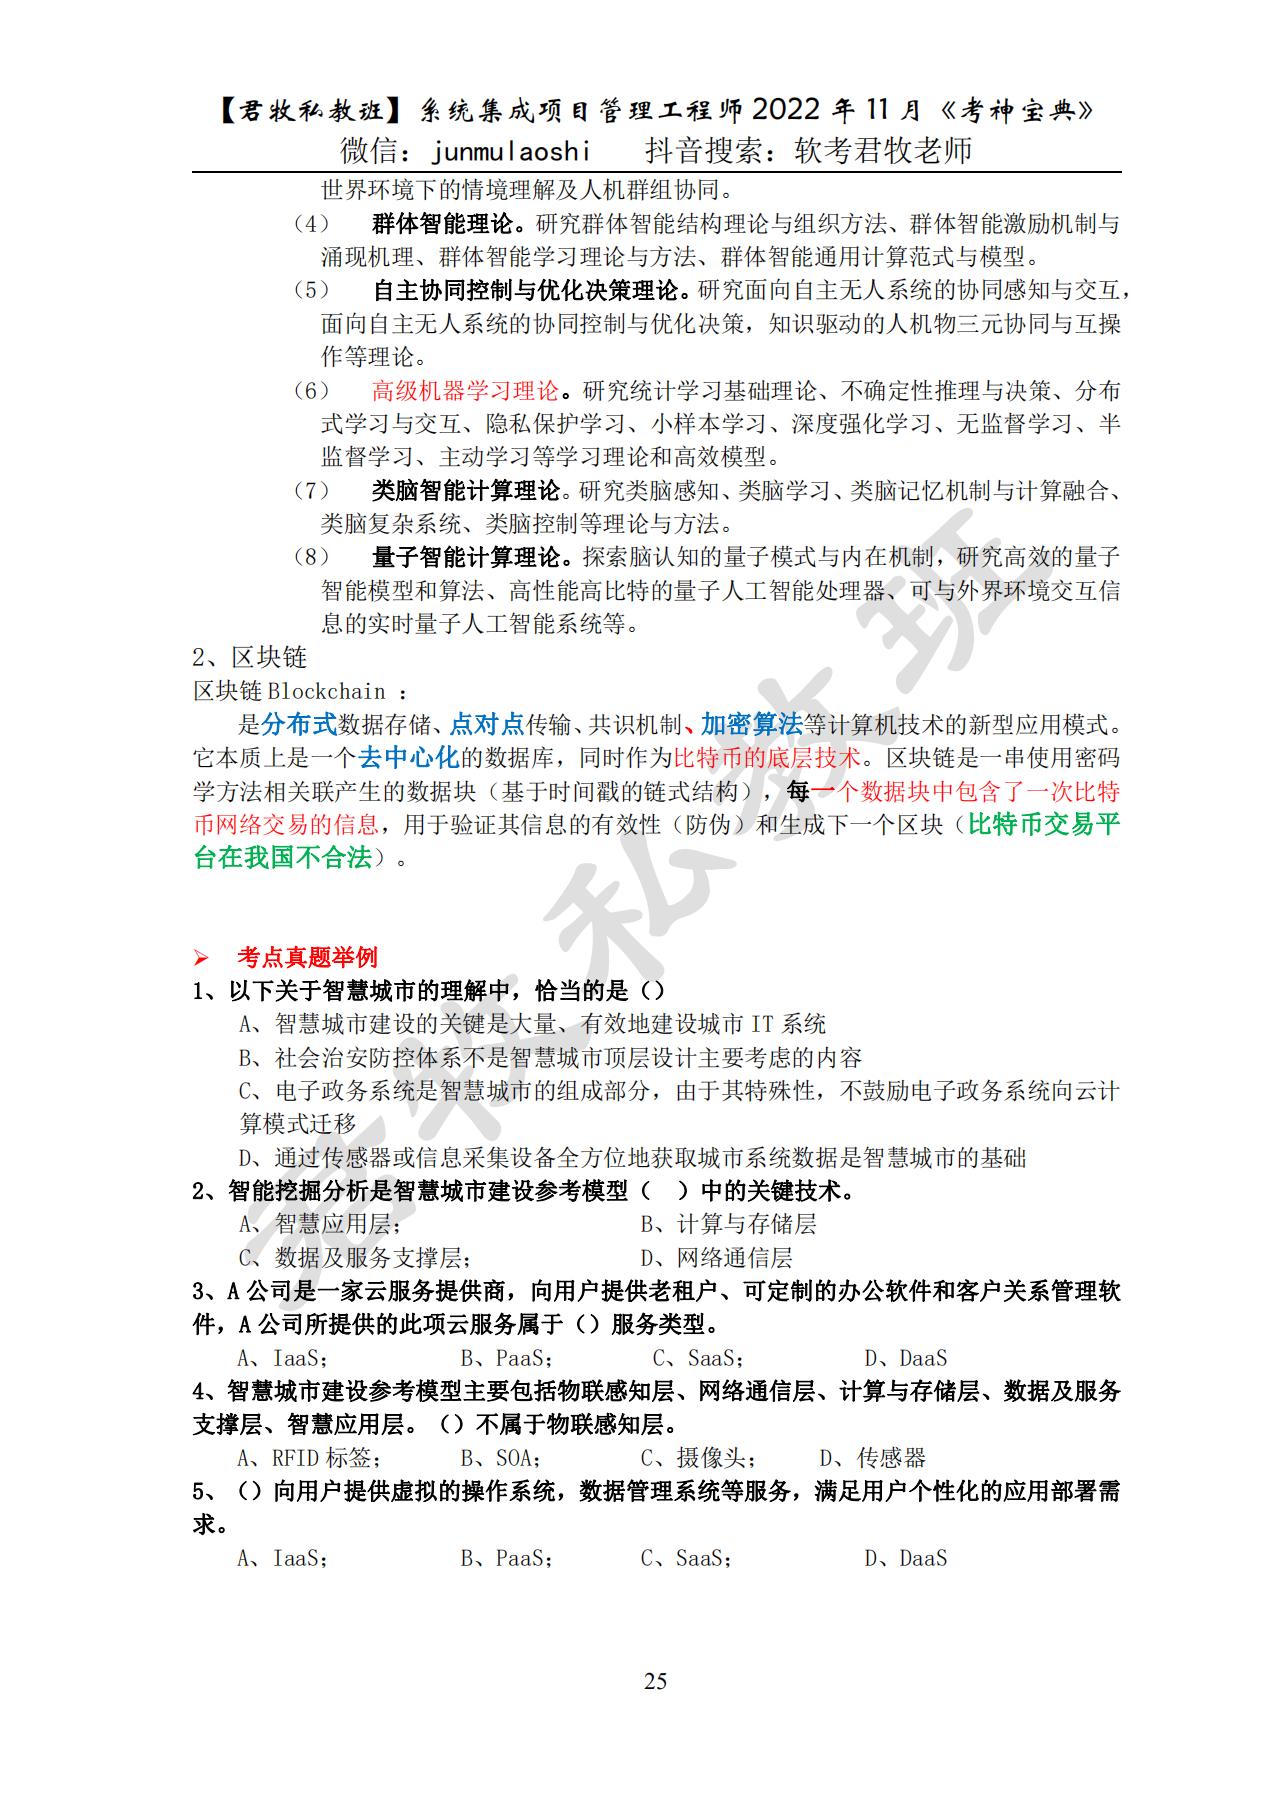 【君牧私教班】系统集成项目管理工程师2022年11月《考神宝典》
微信：junmulaoshi 抖音搜索：软考君牧老师
世界环境下的情境理解及人机群组协同。
（4） 群体智能理论。研究群体智能结构理论与组织方法、群体智能激励机制与
涌现机理、群体智能学习理论与方法、群体智能通用计算范式与模型。
（5） 自主协同控制与优化决策理论。研究面向自主无人系统的协同感知与交互，
面向自主无人系统的协同控制与优化决策，知识驱动的人机物三元协同与互操
作等理论。
（6） 高级机器学习理论。研究统计学习基础理论、不确定性推理与决策、分布
式学习与交互、隐私保护学习、小样本学习、深度强化学习、无监督学习、半
监督学习、主动学习等学习理论和高效模型。
（7） 类脑智能计算理论。研究类脑感知、类脑学习、类脑记忆机制与计算融合、
类脑复杂系统、类脑控制等理论与方法。
（8） 量子智能计算理论。探索脑认知的量子模式与内在机制，研究高效的量子
智能模型和算法、高性能高比特的量子人工智能处理器、可与外界环境交互信
息的实时量子人工智能系统等。
2、区块链
区块链Blockchain ：
是分布式数据存储、点对点传输、共识机制、加密算法等计算机技术的新型应用模式。
它本质上是一个去中心化的数据库，同时作为比特币的底层技术。区块链是一串使用密码
学方法相关联产生的数据块（基于时间戳的链式结构），每一个数据块中包含了一次比特
币网络交易的信息，用于验证其信息的有效性（防伪）和生成下一个区块（比特币交易平
台在我国不合法）。
➢ 考点真题举例
1、以下关于智慧城市的理解中，恰当的是（）
A、智慧城市建设的关键是大量、有效地建设城市IT系统
B、社会治安防控体系不是智慧城市顶层设计主要考虑的内容
C、电子政务系统是智慧城市的组成部分，由于其特殊性，不鼓励电子政务系统向云计
算模式迁移
D、通过传感器或信息采集设备全方位地获取城市系统数据是智慧城市的基础
2、智能挖掘分析是智慧城市建设参考模型（ ）中的关键技术。
A、智慧应用层； B、计算与存储层
C、数据及服务支撑层； D、网络通信层
3、A公司是一家云服务提供商，向用户提供老租户、可定制的办公软件和客户关系管理软
件，A公司所提供的此项云服务属于（）服务类型。
A、IaaS； B、PaaS； C、SaaS； D、DaaS
4、智慧城市建设参考模型主要包括物联感知层、网络通信层、计算与存储层、数据及服务
支撑层、智慧应用层。（）不属于物联感知层。
A、RFID标签； B、SOA； C、摄像头； D、传感器
5、（）向用户提供虚拟的操作系统，数据管理系统等服务，满足用户个性化的应用部署需
求。
A、IaaS； B、PaaS； C、SaaS； D、DaaS
25
君牧私教班